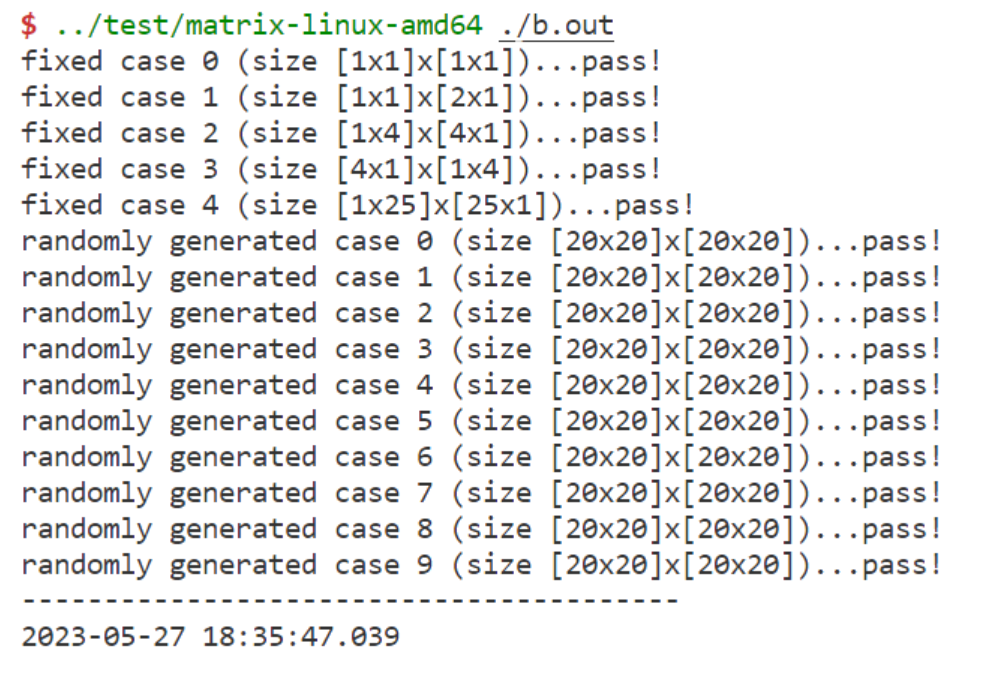 $ ../test/matrix-linux-amd64 ./b.out
fixed case 0 (size [1x1]x[1x1])...pass!
fixed case 1 (size [1x1]x[2x1])...pass!
fixed case 2 (size [1x4]x[4x1])...pass!
fixed case 3 (size [4x1]x[1x4])...pass!
fixed case 4 (size [1x25]x[25x1])...pass!
randomly generated case 0 (size [20x20]x[20x20])...pass!
randomly generated case 1 (size [20x20]x[20x20])...pass!
randomly generated case 2 (size [20x20]x[20x20])...pass!
randomly generated case 3 (size [20x20]x[20x20])...pass!
randomly generated case 4 (size [20x20]x[20x20])...pass!
randomly generated case 5 (size [20x20]x[20x20])...pass!
randomly generated case 6 (size [20x20]x[20x20])...pass!
randomly generated case 7 (size [20x20]x[20x20])...pass!
randomly generated case 8 (size [20x20]x[20x20])...pass!
randomly generated case 9 (size [20x20]x[20x20])...pass!
----------------------------------------
2023-05-27 18:35:47.039